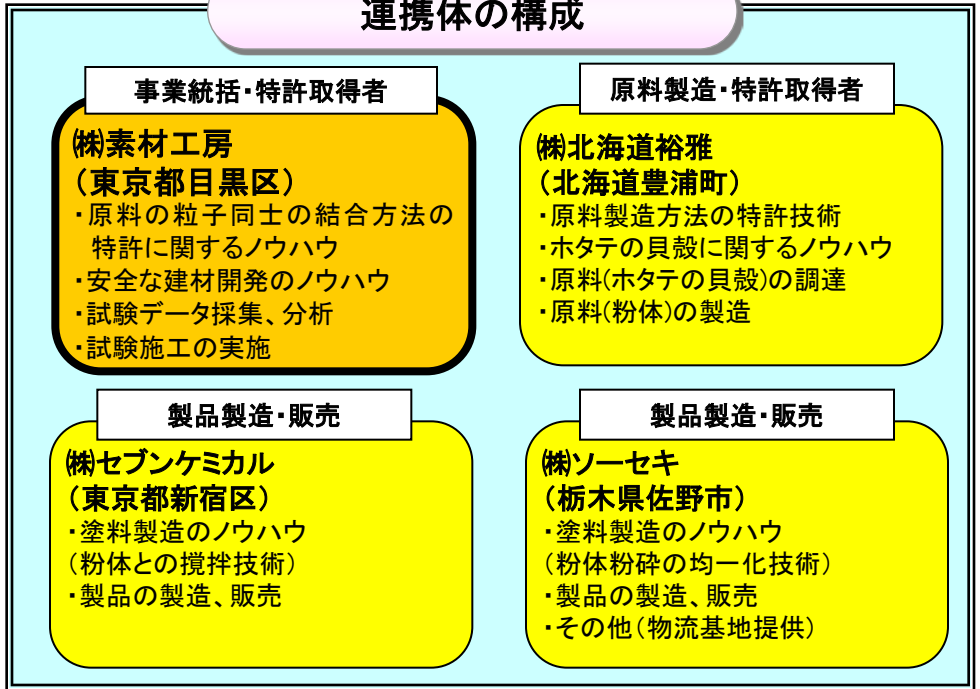 連携体の構成
事業統括・特許取得者
㈱素材工房
（東京都目黒区）
・原料の粒子同士の結合方法の
特許に関するノウハウ
・安全な建材開発のノウハウ
・試験データ採集、分析
・試験施工の実施
原料製造・特許取得者
㈱北海道裕雅
（北海道豊浦町）
・原料製造方法の特許技術
・ホタテの貝殻に関するノウハウ
・原料(ホタテの貝殻)の調達
・原料(粉体)の製造
製品製造・販売
㈱セブンケミカル
（東京都新宿区）
・塗料製造のノウハウ
（粉体との撹拌技術）
・製品の製造、販売
製品製造・販売
㈱ソーセキ
（栃木県佐野市）
・塗料製造のノウハウ
（粉体粉砕の均一化技術）
・製品の製造、販売
・その他（物流基地提供）